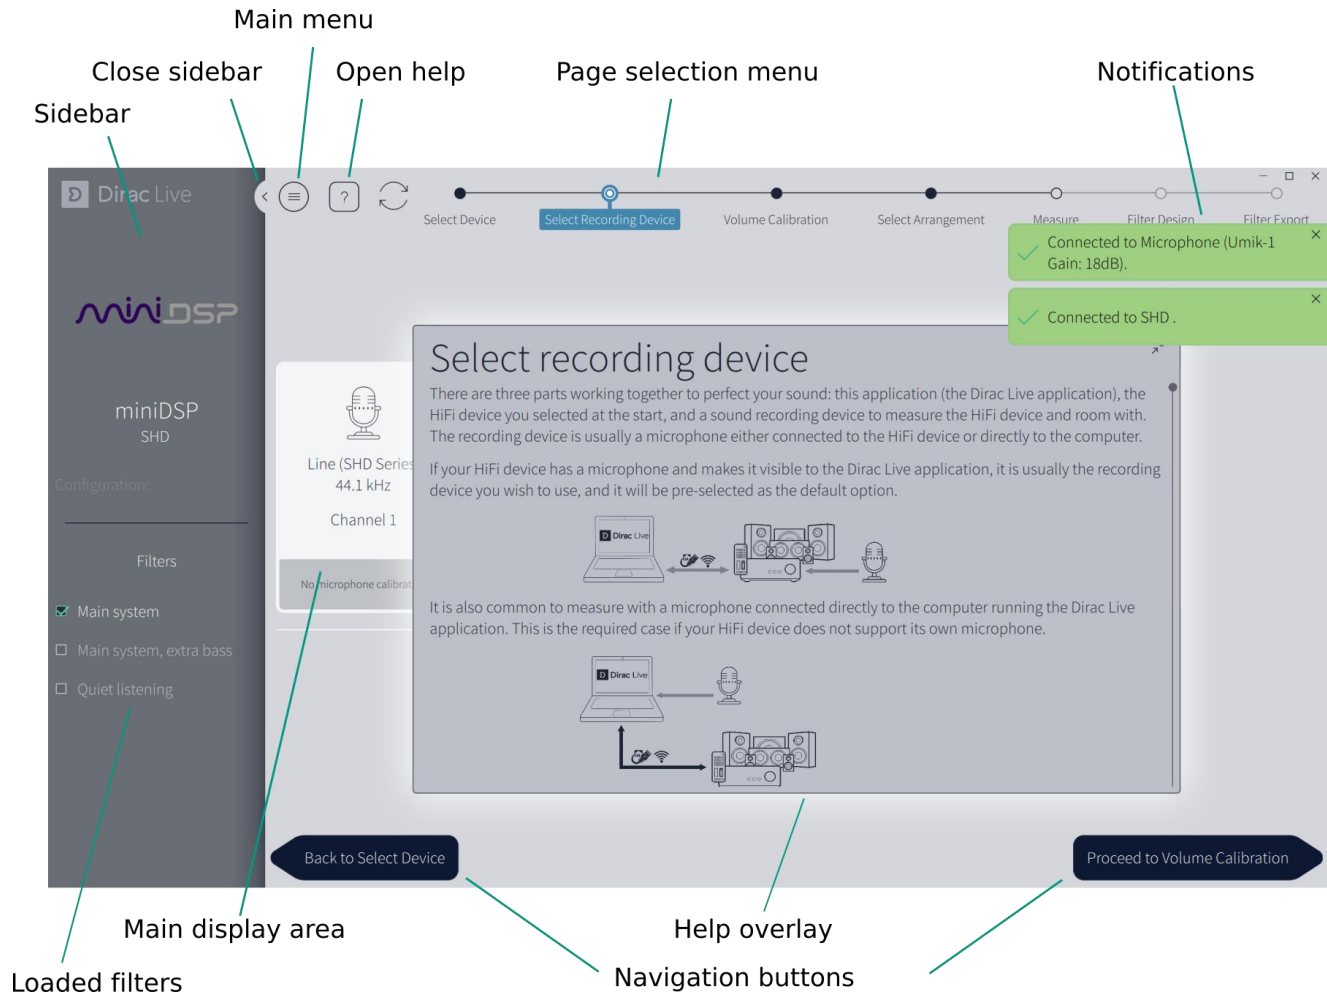 Main menu
Close sidebar
Open help
Page selection menu
Notifications
Sidebar
Dirac Live
?
Select Device
Select Recording Device
Volume Calibration
Select Arrangement
Measure
Filter Design
Filter Export
Connected to Microphone (Umik-1
Gain: 18dB).
Connected to SHD .
miniDSP
miniDSP
SHD
Configuration:
Filters
Main system
Main system, extra bass
Quiet listening
Line (SHD Series
44.1 kHz
Channel 1
No microphone calibrat
Select recording device
There are three parts working together to perfect your sound: this application (the Dirac Live application), the
HiFi device you selected at the start, and a sound recording device to measure the HiFi device and room with.
The recording device is usually a microphone either connected to the HiFi device or directly to the computer.
If your HiFi device has a microphone and makes it visible to the Dirac Live application, it is usually the recording
device you wish to use, and it will be pre-selected as the default option.
Dirac Live
It is also common to measure with a microphone connected directly to the computer running the Dirac Live
application. This is the required case if your HiFi device does not support its own microphone.
Dirac Live
Back to Select Device
Proceed to Volume Calibration
Main display area
Help overlay
Loaded filters
Navigation buttons